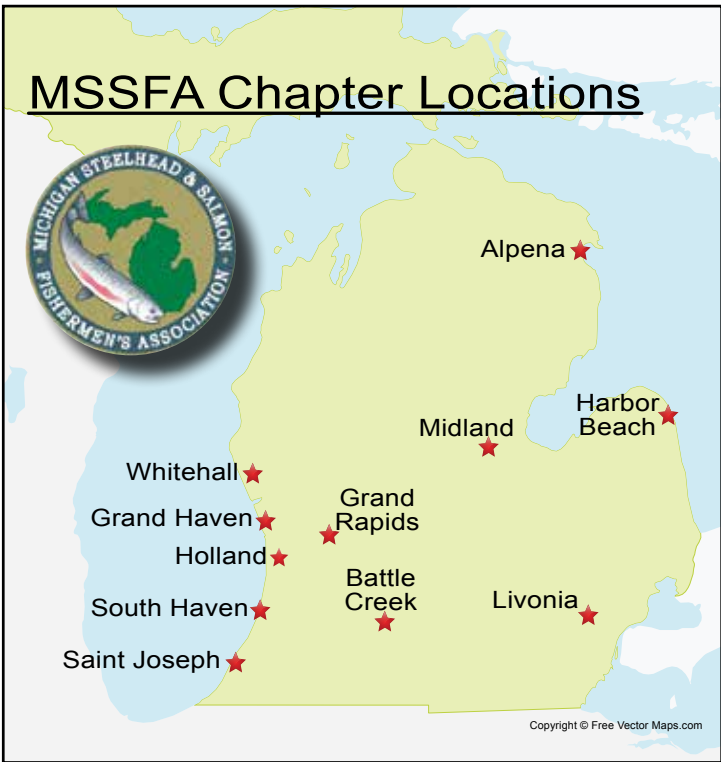 MSSFA Chapter Locations
MICHIGAN STEELHEAD & SALMON
FISHERMEN'S ASSOCIATION
Alpena
Harbor
Beach
Midland
Whitehall
Grand
Rapids
Grand Haven
Holland
Battle
Creek
Livonia
South Haven
Saint Joseph
Copyright © Free Vector Maps.com